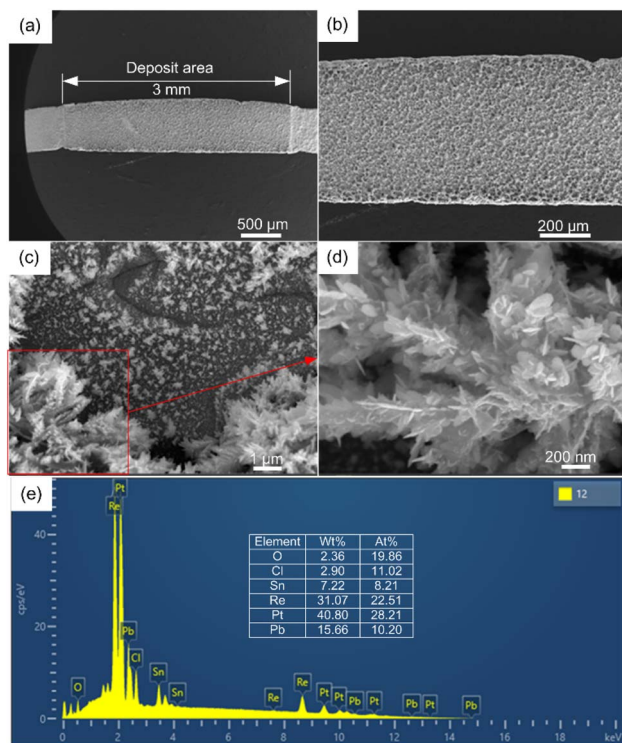 (a)
Deposit area
3 mm
500 µm
(b)
200 µm
(c)
1 µm
(d)
200 nm
(e)
12
cps/eV
40
20
0
Pt
Re
Pb
Cl
O
Sn
Sn
Re
Re
Pt
Pt
Pb
Pt
Pb
Pt
Pb
Element Wt% At%
O 2.36 19.86
Cl 2.90 11.02
Sn 7.22 8.21
Re 31.07 22.51
Pt 40.80 28.21
Pb 15.66 10.20
0 2 4 6 8 10 12 14 16 18 keV